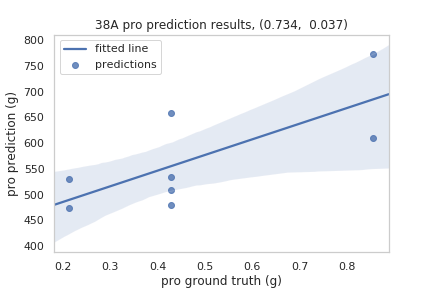 38A pro prediction results, (0.734,  0.037)
fitted line
predictions
pro prediction (g)
800
750
700
650
600
550
500
450
400
0.2 0.3 0.4 0.5 0.6 0.7 0.8
pro ground truth (g)